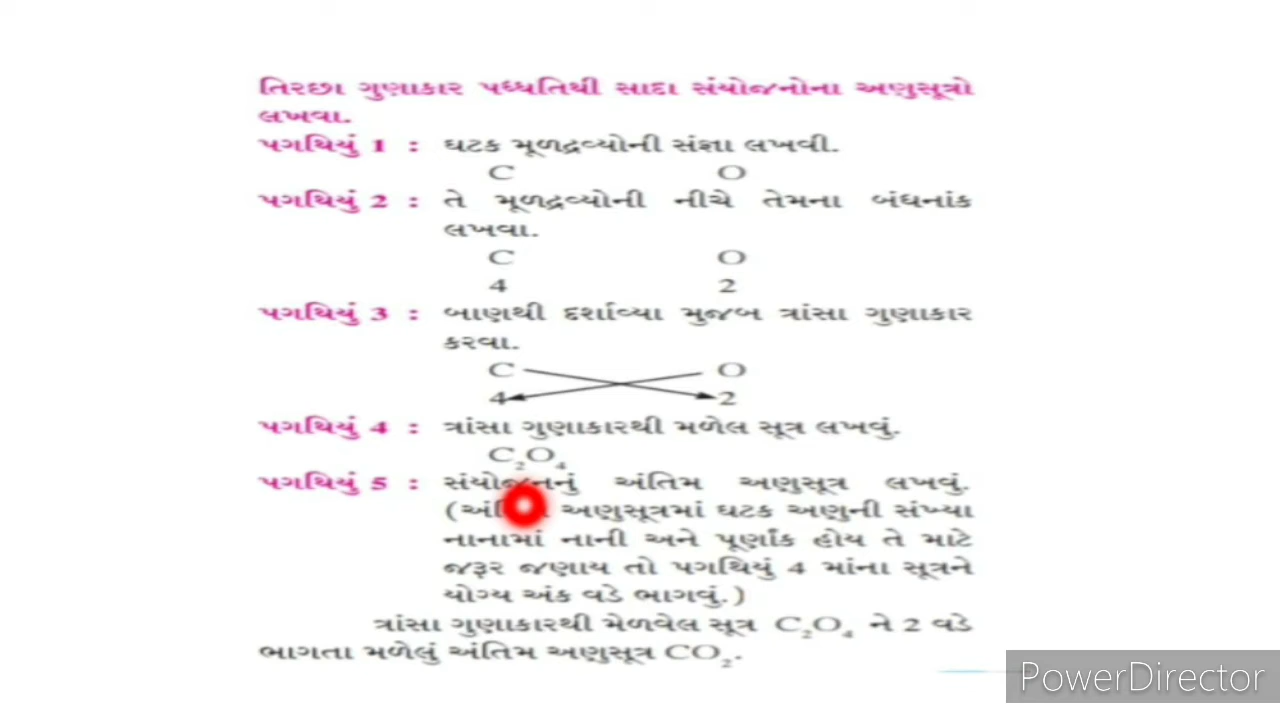 તિરછા ગુણાકાર પધ્ધતિથી સાદા સંયોજનોના અણુસૂત્રો
લખવા.
પગથિયું 1 : ઘટક મૂળદ્રવ્યોની સંજ્ઞા લખવી.
C O
પગથિયું 2 : તે મૂળદ્રવ્યોની નીચે તેમના બંધનાંક
લખવા.
C O
4 2
પગથિયું 3 : બાણથી દર્શાવ્યા મુજબ ત્રાંસા ગુણાકાર
કરવા.
C O
4 2
પગથિયું 4 : ત્રાંસા ગુણાકારથી મળેલ સૂત્ર લખવું.
C₂O₄
પગથિયું 5 : સંયોજનનું અંતિમ અણુસૂત્ર લખવું.
અણુસૂત્રમાં ઘટક અણુની સંખ્યા
નાનામાં નાની અને પૂર્ણાંક હોય તે માટે
જરૂર જણાય તો પગથિયું 4 માંના સૂત્રને
યોગ્ય અંક વડે ભાગવું.)
ત્રાંસા ગુણાકારથી મેળવેલ સૂત્ર C₂O₄ ને 2 વડે
ભાગતા મળેલું અંતિમ અણુસૂત્ર CO₂.
PowerDirector